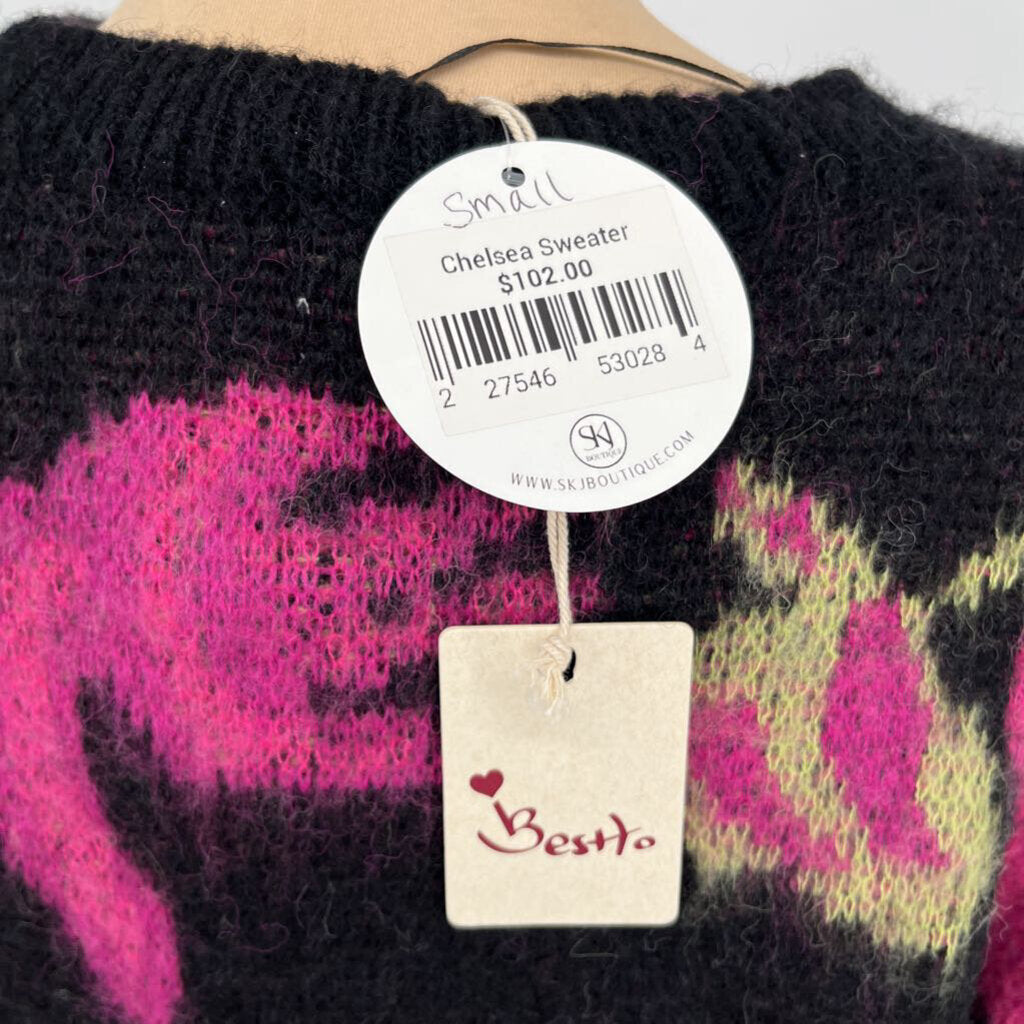 Small
Chelsea Sweater
$102.00
2 27546 53028 4
SKJ
BOUTIQUE
WWW.SKJBOUTIQUE.COM
Bestto